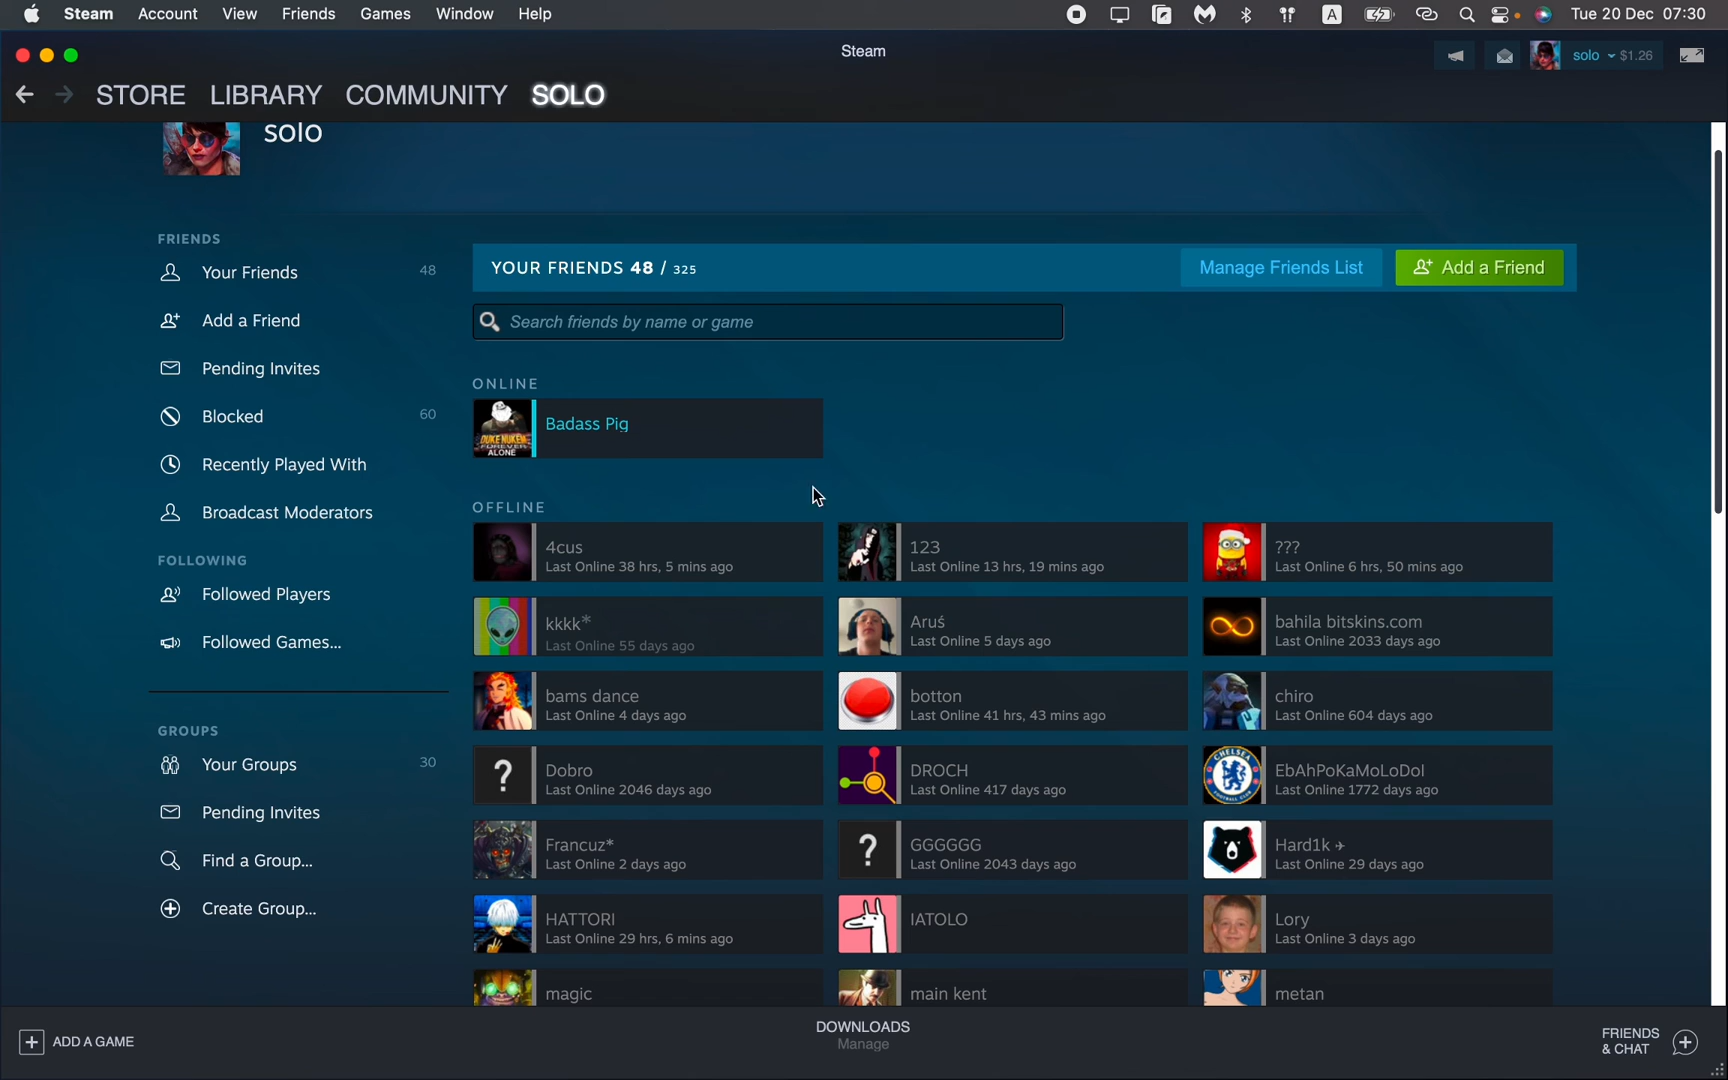 Steam Account View Friends Games Window Help A Tue 20 Dec 07:30
Steam
solo $1.26
STORE LIBRARY COMMUNITY SOLO
solo
FRIENDS
Your Friends 48
Add a Friend
Pending Invites
Blocked 60
Recently Played With
Broadcast Moderators
FOLLOWING
Followed Players
Followed Games...
GROUPS
Your Groups 30
Pending Invites
Find a Group...
Create Group...
YOUR FRIENDS 48 / 325
Manage Friends List
Add a Friend
Search friends by name or game
ONLINE
DUKE NUKEM
FOREVER
ALONE
Badass Pig
OFFLINE
4cus
Last Online 38 hrs, 5 mins ago
123
Last Online 13 hrs, 19 mins ago
???
Last Online 6 hrs, 50 mins ago
kkkk*
Last Online 55 days ago
Aruś
Last Online 5 days ago
bahila bitskins.com
Last Online 2033 days ago
bams dance
Last Online 4 days ago
botton
Last Online 41 hrs, 43 mins ago
chiro
Last Online 604 days ago
?
Dobro
Last Online 2046 days ago
DROCH
Last Online 417 days ago
CHELSEA
FOOTBALL CLUB
EbAhPoKaMoLoDol
Last Online 1772 days ago
Francuz*
Last Online 2 days ago
?
GGGGGG
Last Online 2043 days ago
Hard1k ✈
Last Online 29 days ago
HATTORI
Last Online 29 hrs, 6 mins ago
IATOLO
Lory
Last Online 3 days ago
magic
main kent
metan
ADD A GAME
DOWNLOADS
Manage
FRIENDS
& CHAT